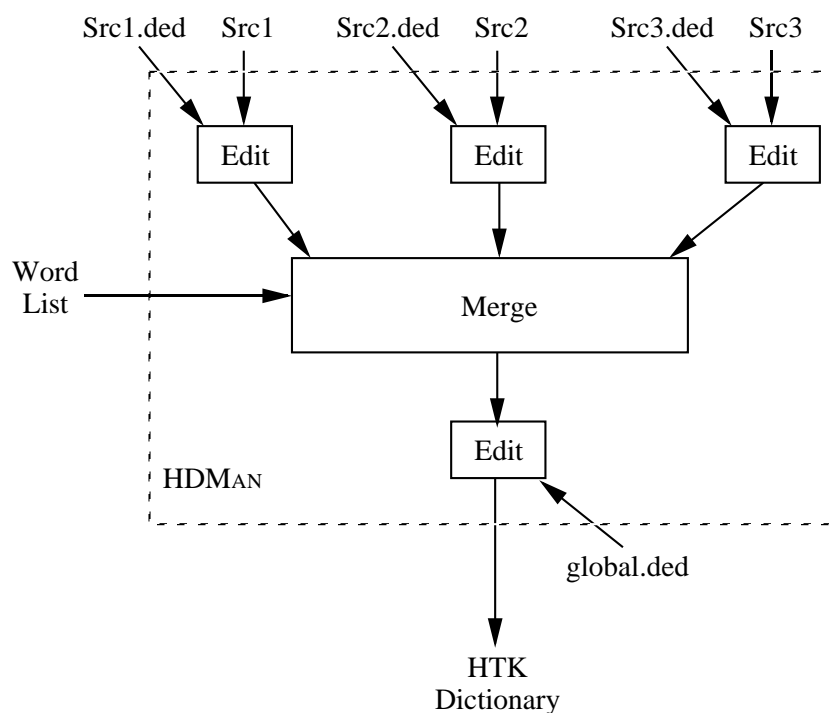 Src1.ded Src1 Src2.ded Src2 Src3.ded Src3
Edit Edit Edit
Word
List
Merge
Edit
HDMAN
global.ded
HTK
Dictionary